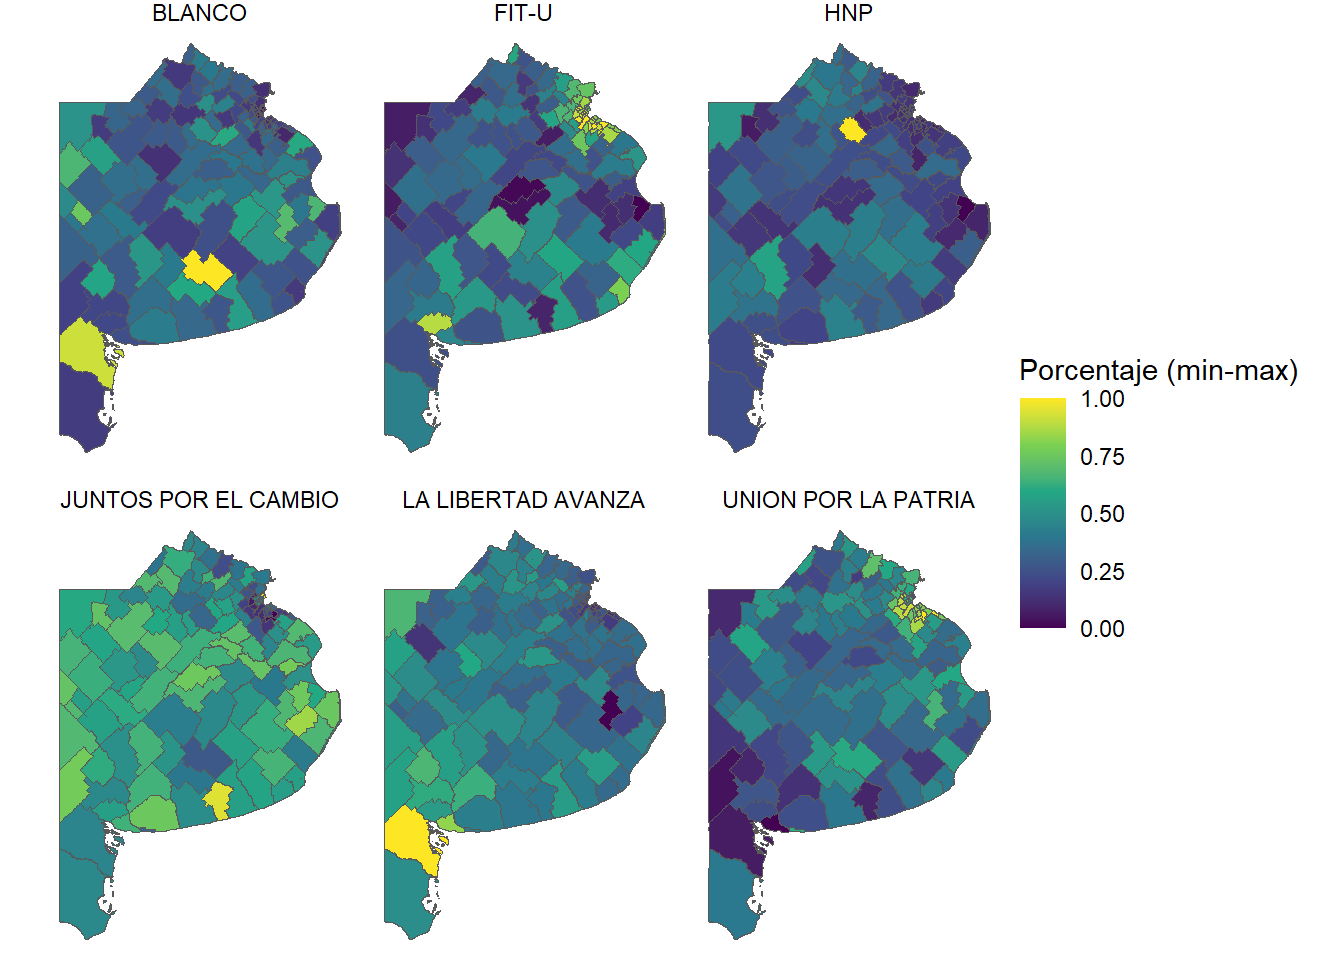 BLANCO
FIT-U
HNP
JUNTOS POR EL CAMBIO
LA LIBERTAD AVANZA
UNION POR LA PATRIA
Porcentaje (min-max)
1.00
0.75
0.50
0.25
0.00